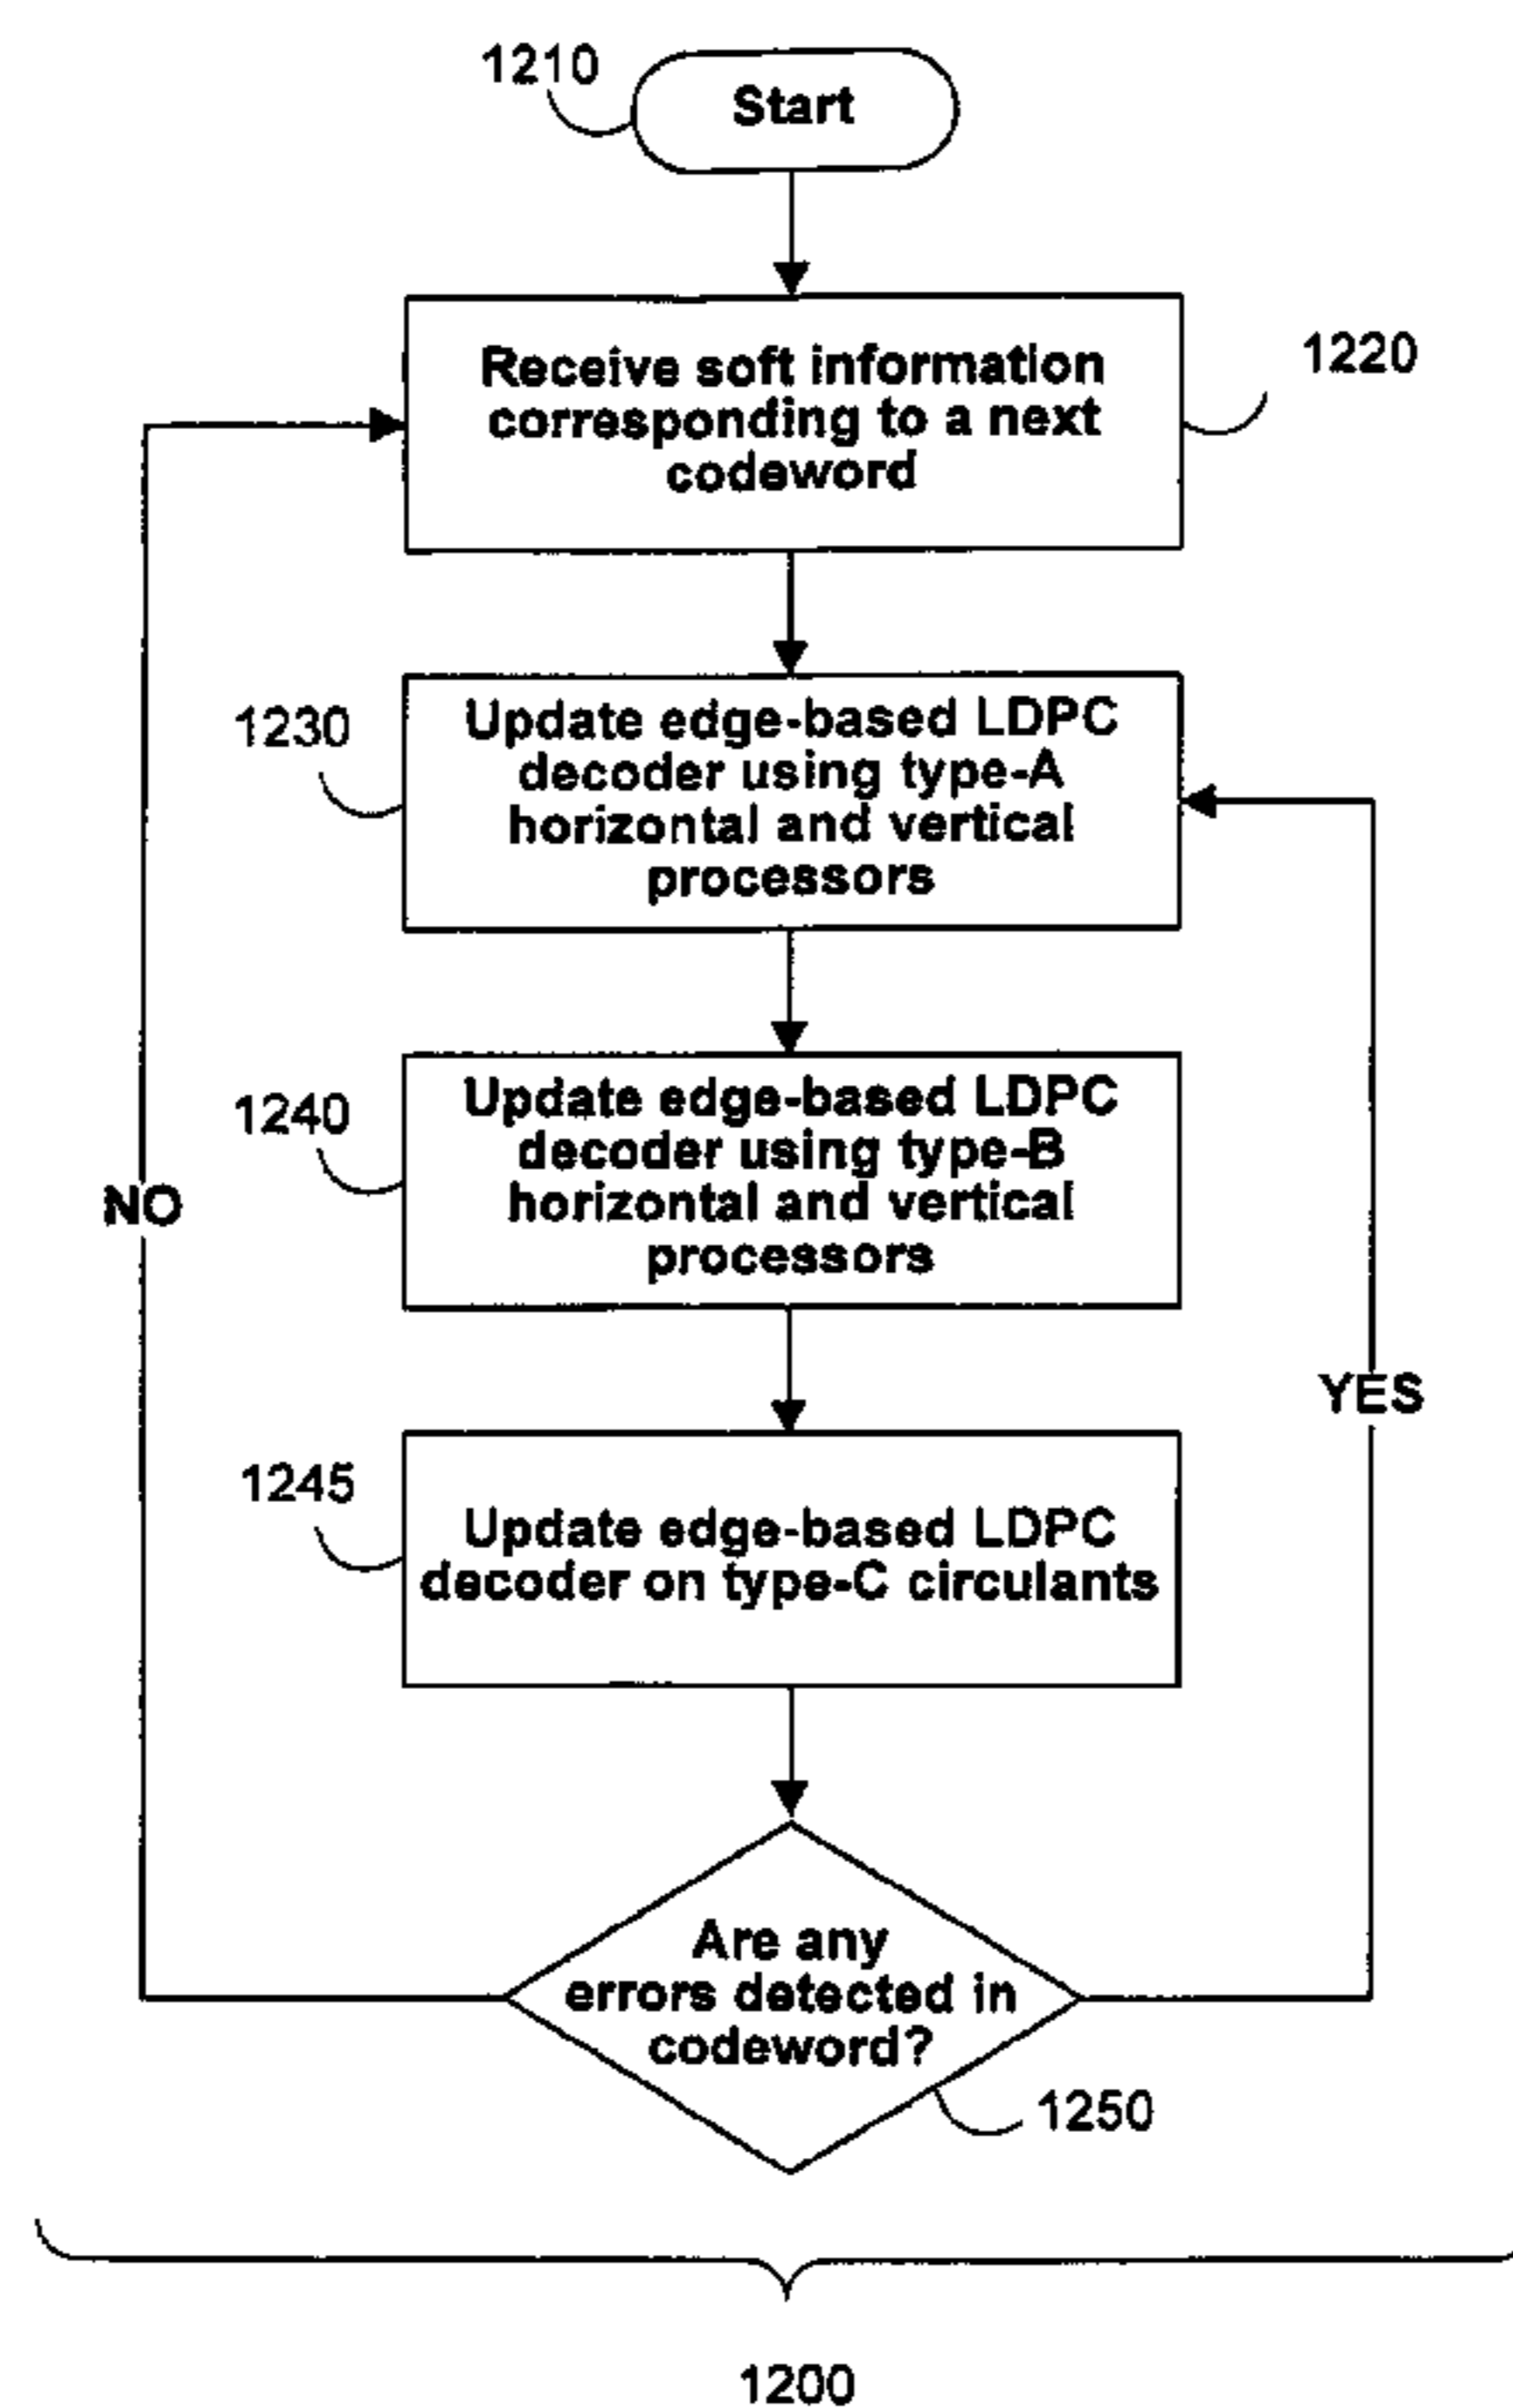 1210
Start
Receive soft information
corresponding to a next
codeword
1220
1230
Update edge-based LDPC
decoder using type-A
horizontal and vertical
processors
1240
Update edge-based LDPC
decoder using type-B
horizontal and vertical
processors
NO
YES
1245
Update edge-based LDPC
decoder on type-C circulants
Are any
errors detected in
codeword?
1250
1200